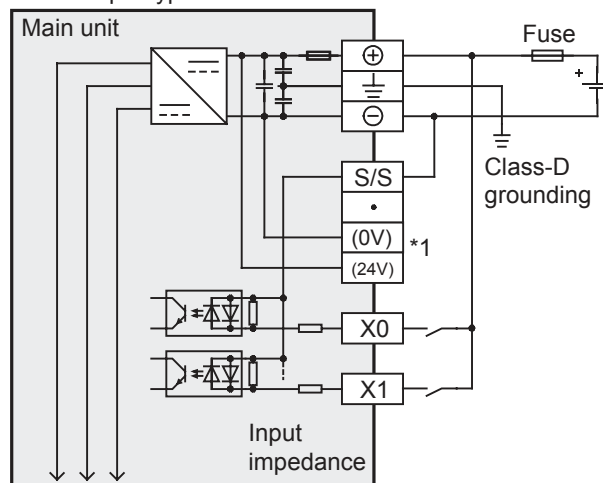 Main unit
Fuse
+
Class-D
grounding
S/S
•
(0V)
*1
(24V)
X0
X1
Input
impedance